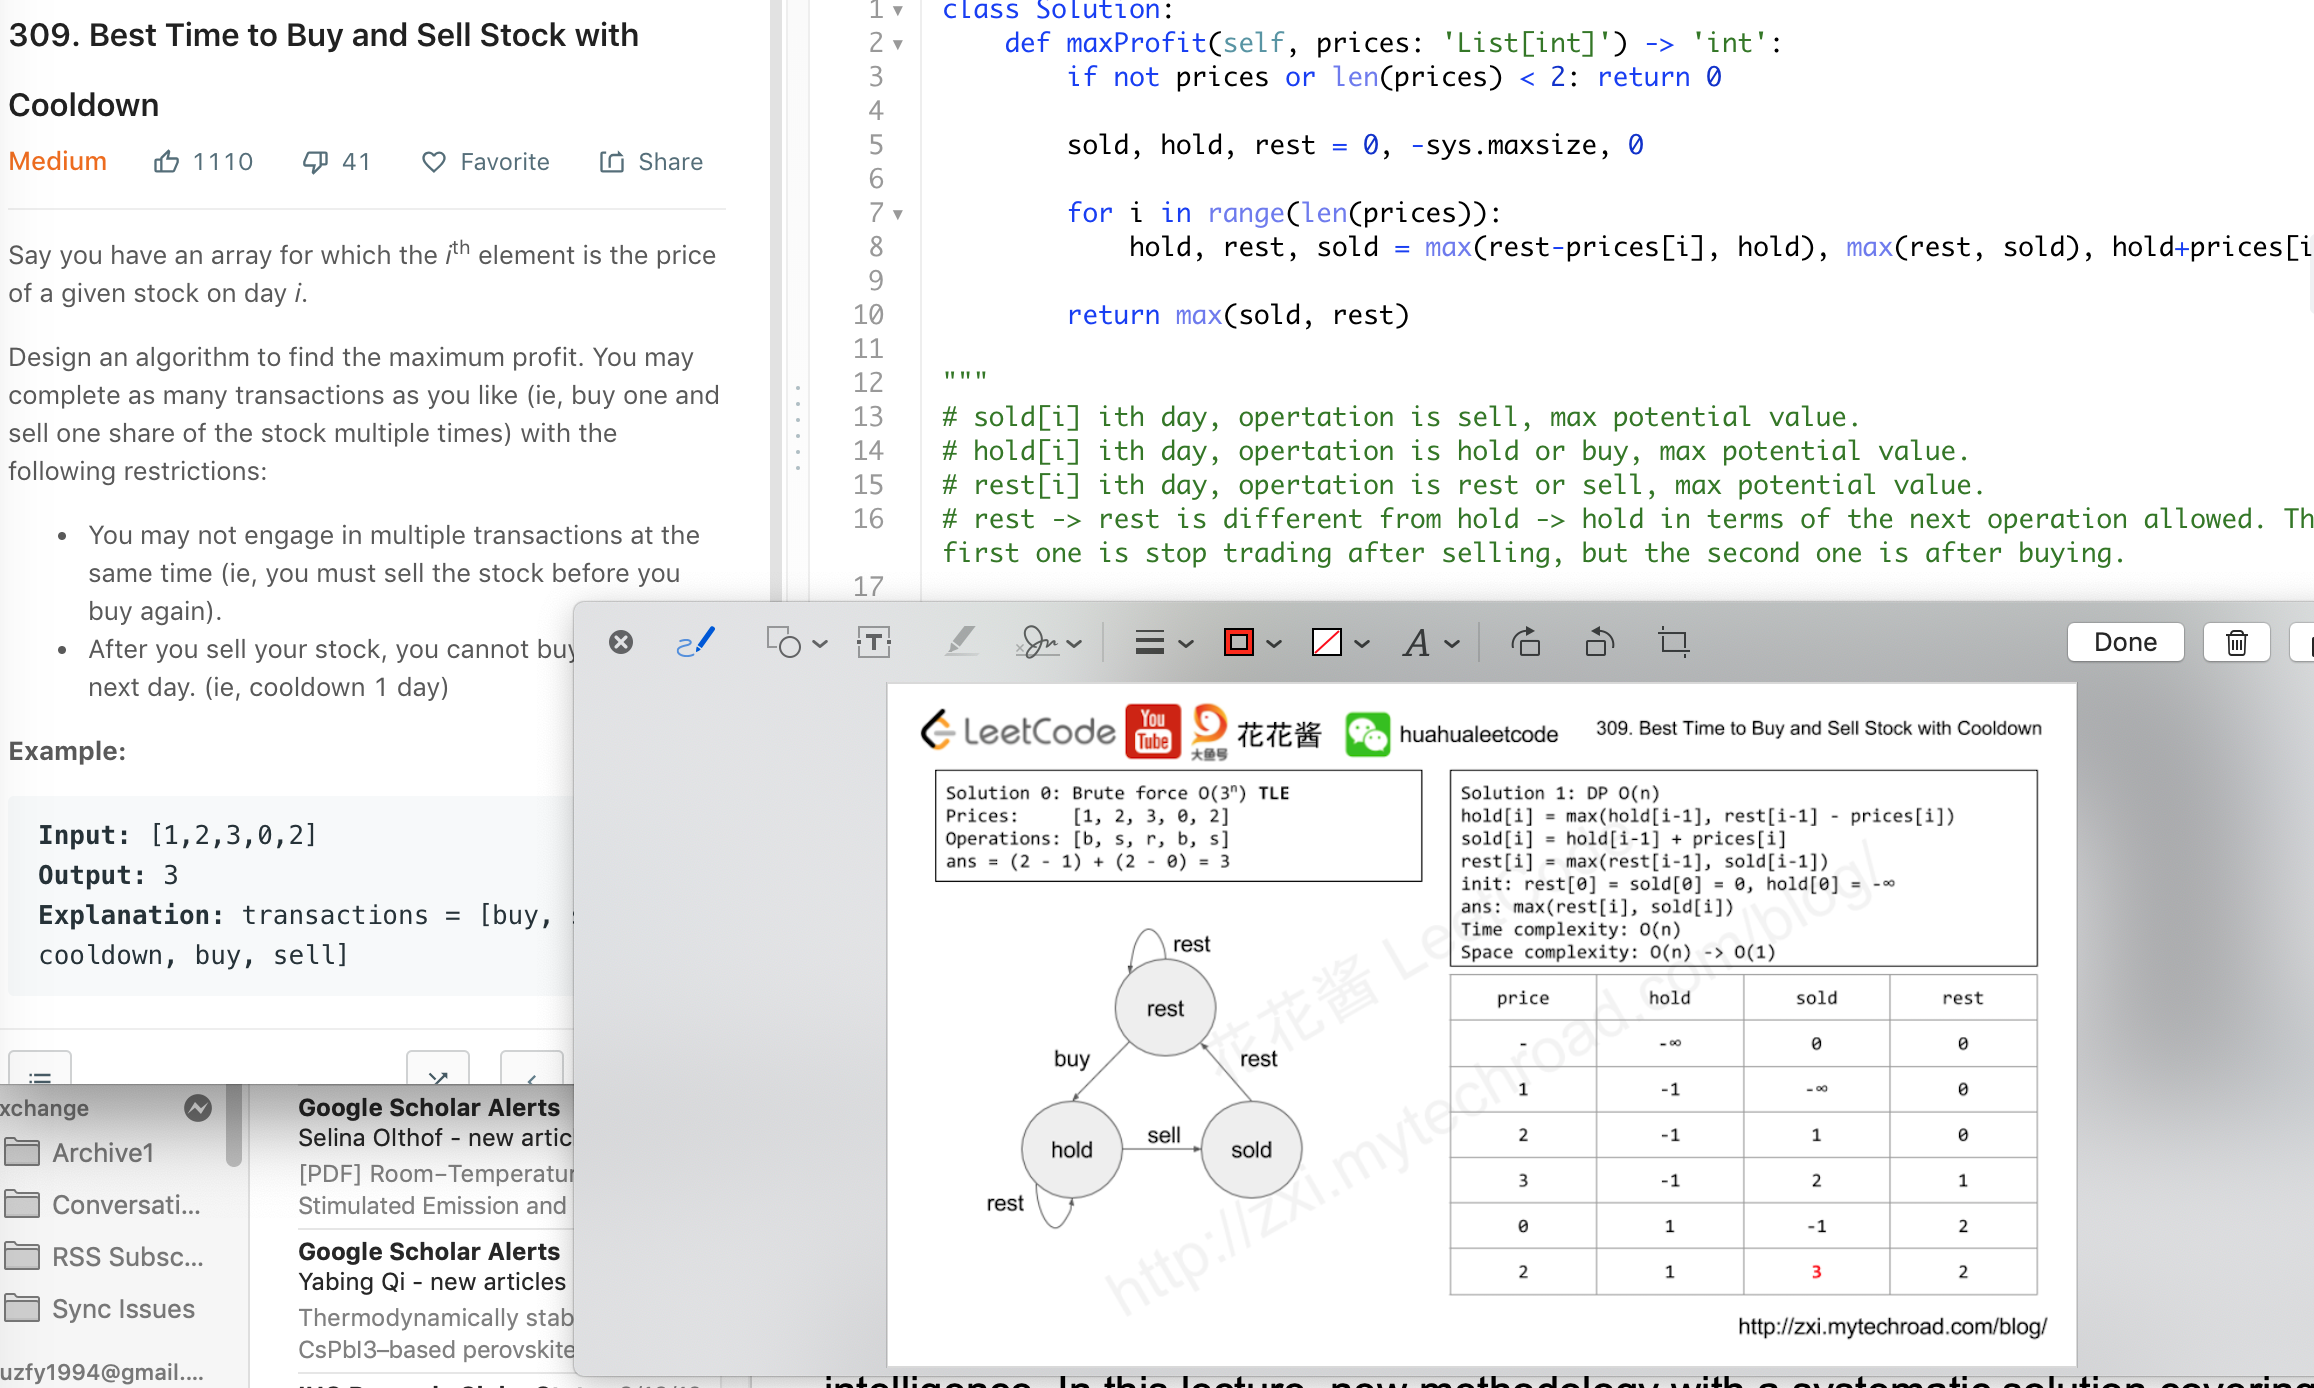 309. Best Time to Buy and Sell Stock with
Cooldown
Medium 1110 41 Favorite Share
Say you have an array for which the ith element is the price
of a given stock on day i.
Design an algorithm to find the maximum profit. You may
complete as many transactions as you like (ie, buy one and
sell one share of the stock multiple times) with the
following restrictions:
• You may not engage in multiple transactions at the
same time (ie, you must sell the stock before you
buy again).
• After you sell your stock, you cannot buy
next day. (ie, cooldown 1 day)
Example:
Input: [1,2,3,0,2]
Output: 3
Explanation: transactions = [buy,
cooldown, buy, sell]
1 class Solution:
2 def maxProfit(self, prices: 'List[int]') -> 'int':
3 if not prices or len(prices) < 2: return 0
4
5 sold, hold, rest = 0, -sys.maxsize, 0
6
7 for i in range(len(prices)):
8 hold, rest, sold = max(rest-prices[i], hold), max(rest, sold), hold+prices[i
9
10 return max(sold, rest)
11
12 """
13 # sold[i] ith day, opertation is sell, max potential value.
14 # hold[i] ith day, opertation is hold or buy, max potential value.
15 # rest[i] ith day, opertation is rest or sell, max potential value.
16 # rest -> rest is different from hold -> hold in terms of the next operation allowed. Th
first one is stop trading after selling, but the second one is after buying.
17
T A Done
LeetCode You Tube 大鱼号 花花酱 huahualeetcode 309. Best Time to Buy and Sell Stock with Cooldown
Solution 0: Brute force O(3ⁿ) TLE
Prices: [1, 2, 3, 0, 2]
Operations: [b, s, r, b, s]
ans = (2 - 1) + (2 - 0) = 3
Solution 1: DP O(n)
hold[i] = max(hold[i-1], rest[i-1] - prices[i])
sold[i] = hold[i-1] + prices[i]
rest[i] = max(rest[i-1], sold[i-1])
init: rest[0] = sold[0] = 0, hold[0] = -∞
ans: max(rest[i], sold[i])
Time complexity: O(n)
Space complexity: O(n) -> O(1)
rest
rest
buy rest
hold sell sold
rest
price hold sold rest
- -∞ 0 0
1 -1 -∞ 0
2 -1 1 0
3 -1 2 1
0 1 -1 2
2 1 3 2
花花酱 LeetCode
http://zxi.mytechroad.com/blog/
http://zxi.mytechroad.com/blog/
xchange
Archive1
Conversati...
RSS Subsc...
Sync Issues
uzfy1994@gmail....
Google Scholar Alerts
Selina Olthof - new artic
[PDF] Room-Temperatur
Stimulated Emission and
Google Scholar Alerts
Yabing Qi - new articles
Thermodynamically stab
CsPbI3–based perovskite
intelligence. In this lecture, new methodology with a systematic solution covering